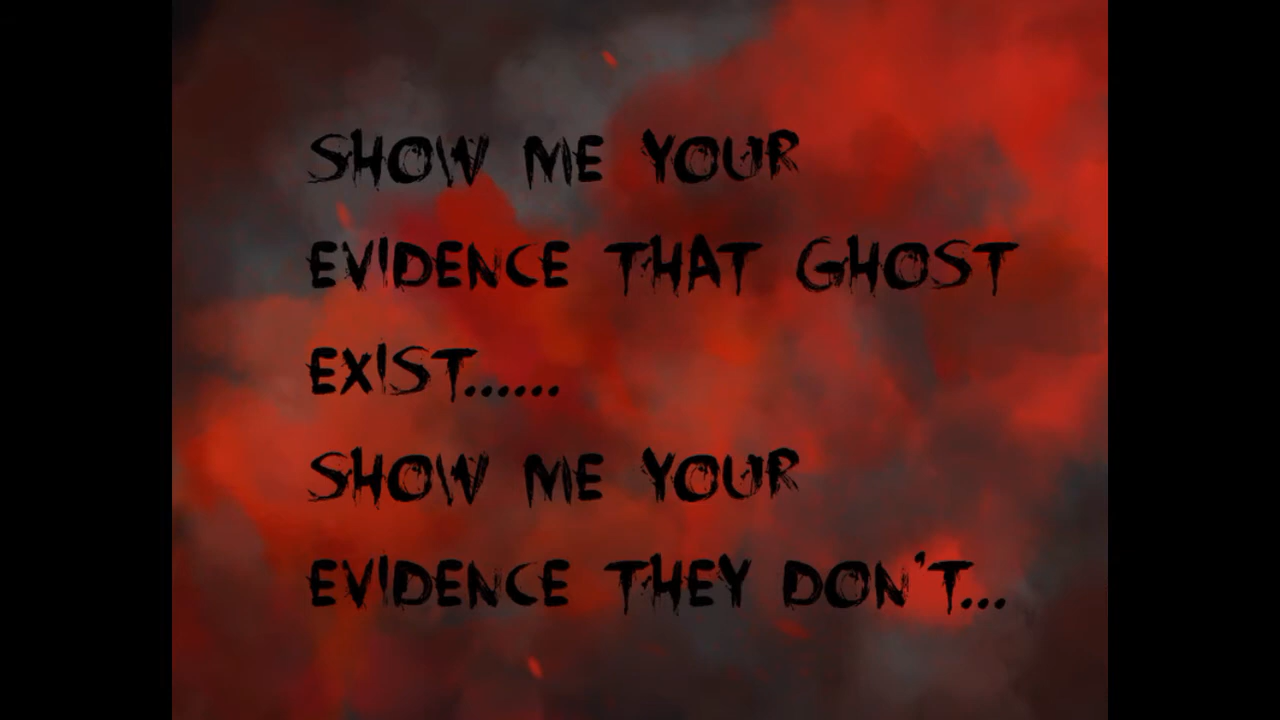 SHOW ME YOUR
EVIDENCE THAT GHOST
EXIST......
SHOW ME YOUR
EVIDENCE THEY DON'T...